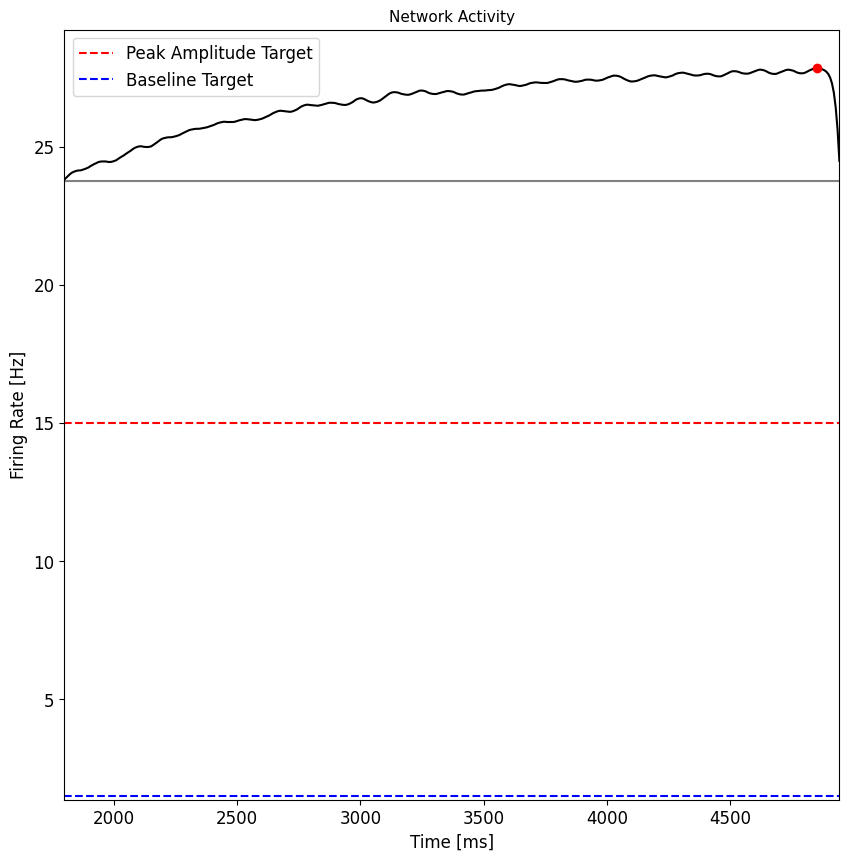 Network Activity
Peak Amplitude Target
Baseline Target
25
20
15
10
5
Firing Rate [Hz]
2000 2500 3000 3500 4000 4500
Time [ms]